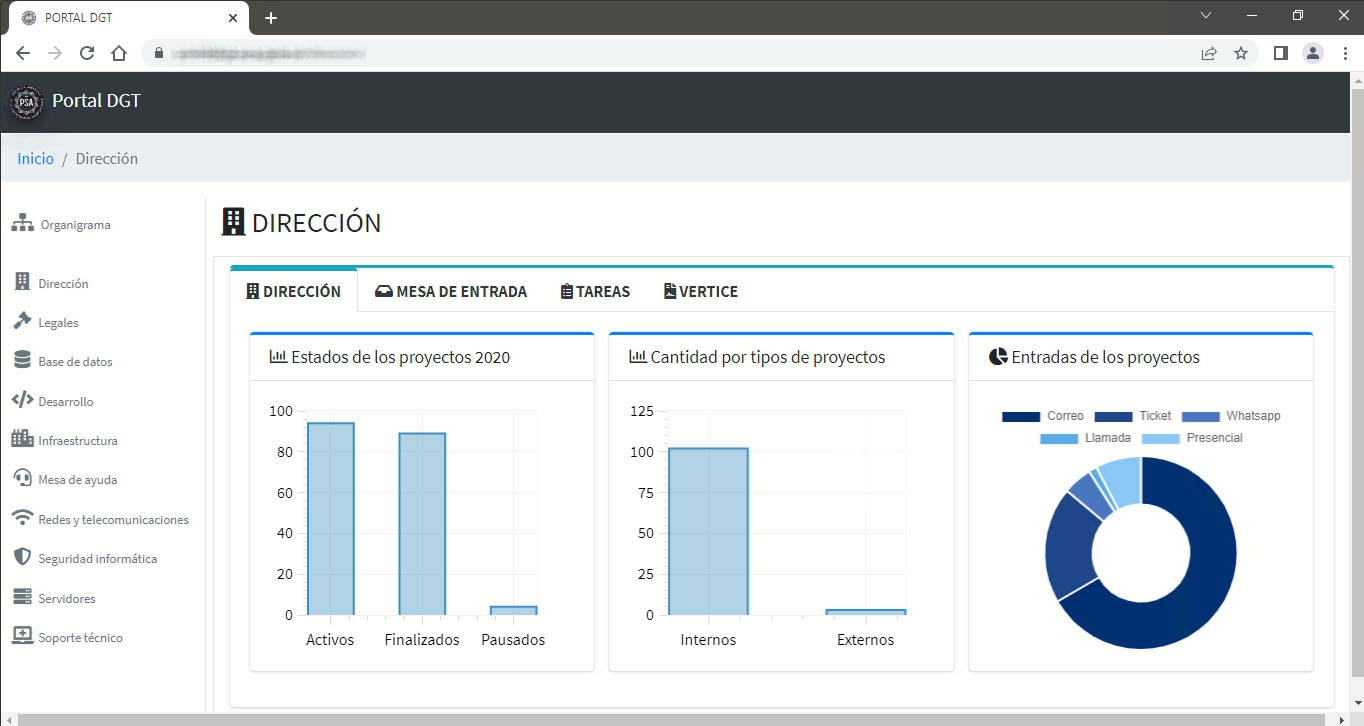 PORTAL DGT
PSA
Portal DGT
Inicio / Dirección
Organigrama
Dirección
Legales
Base de datos
Desarrollo
Infraestructura
Mesa de ayuda
Redes y telecomunicaciones
Seguridad informática
Servidores
Soporte técnico
DIRECCIÓN
DIRECCIÓN MESA DE ENTRADA TAREAS VERTICE
Estados de los proyectos 2020
100
80
60
40
20
0
Activos Finalizados Pausados
Cantidad por tipos de proyectos
125
100
75
50
25
0
Internos Externos
Entradas de los proyectos
Correo Ticket Whatsapp
Llamada Presencial